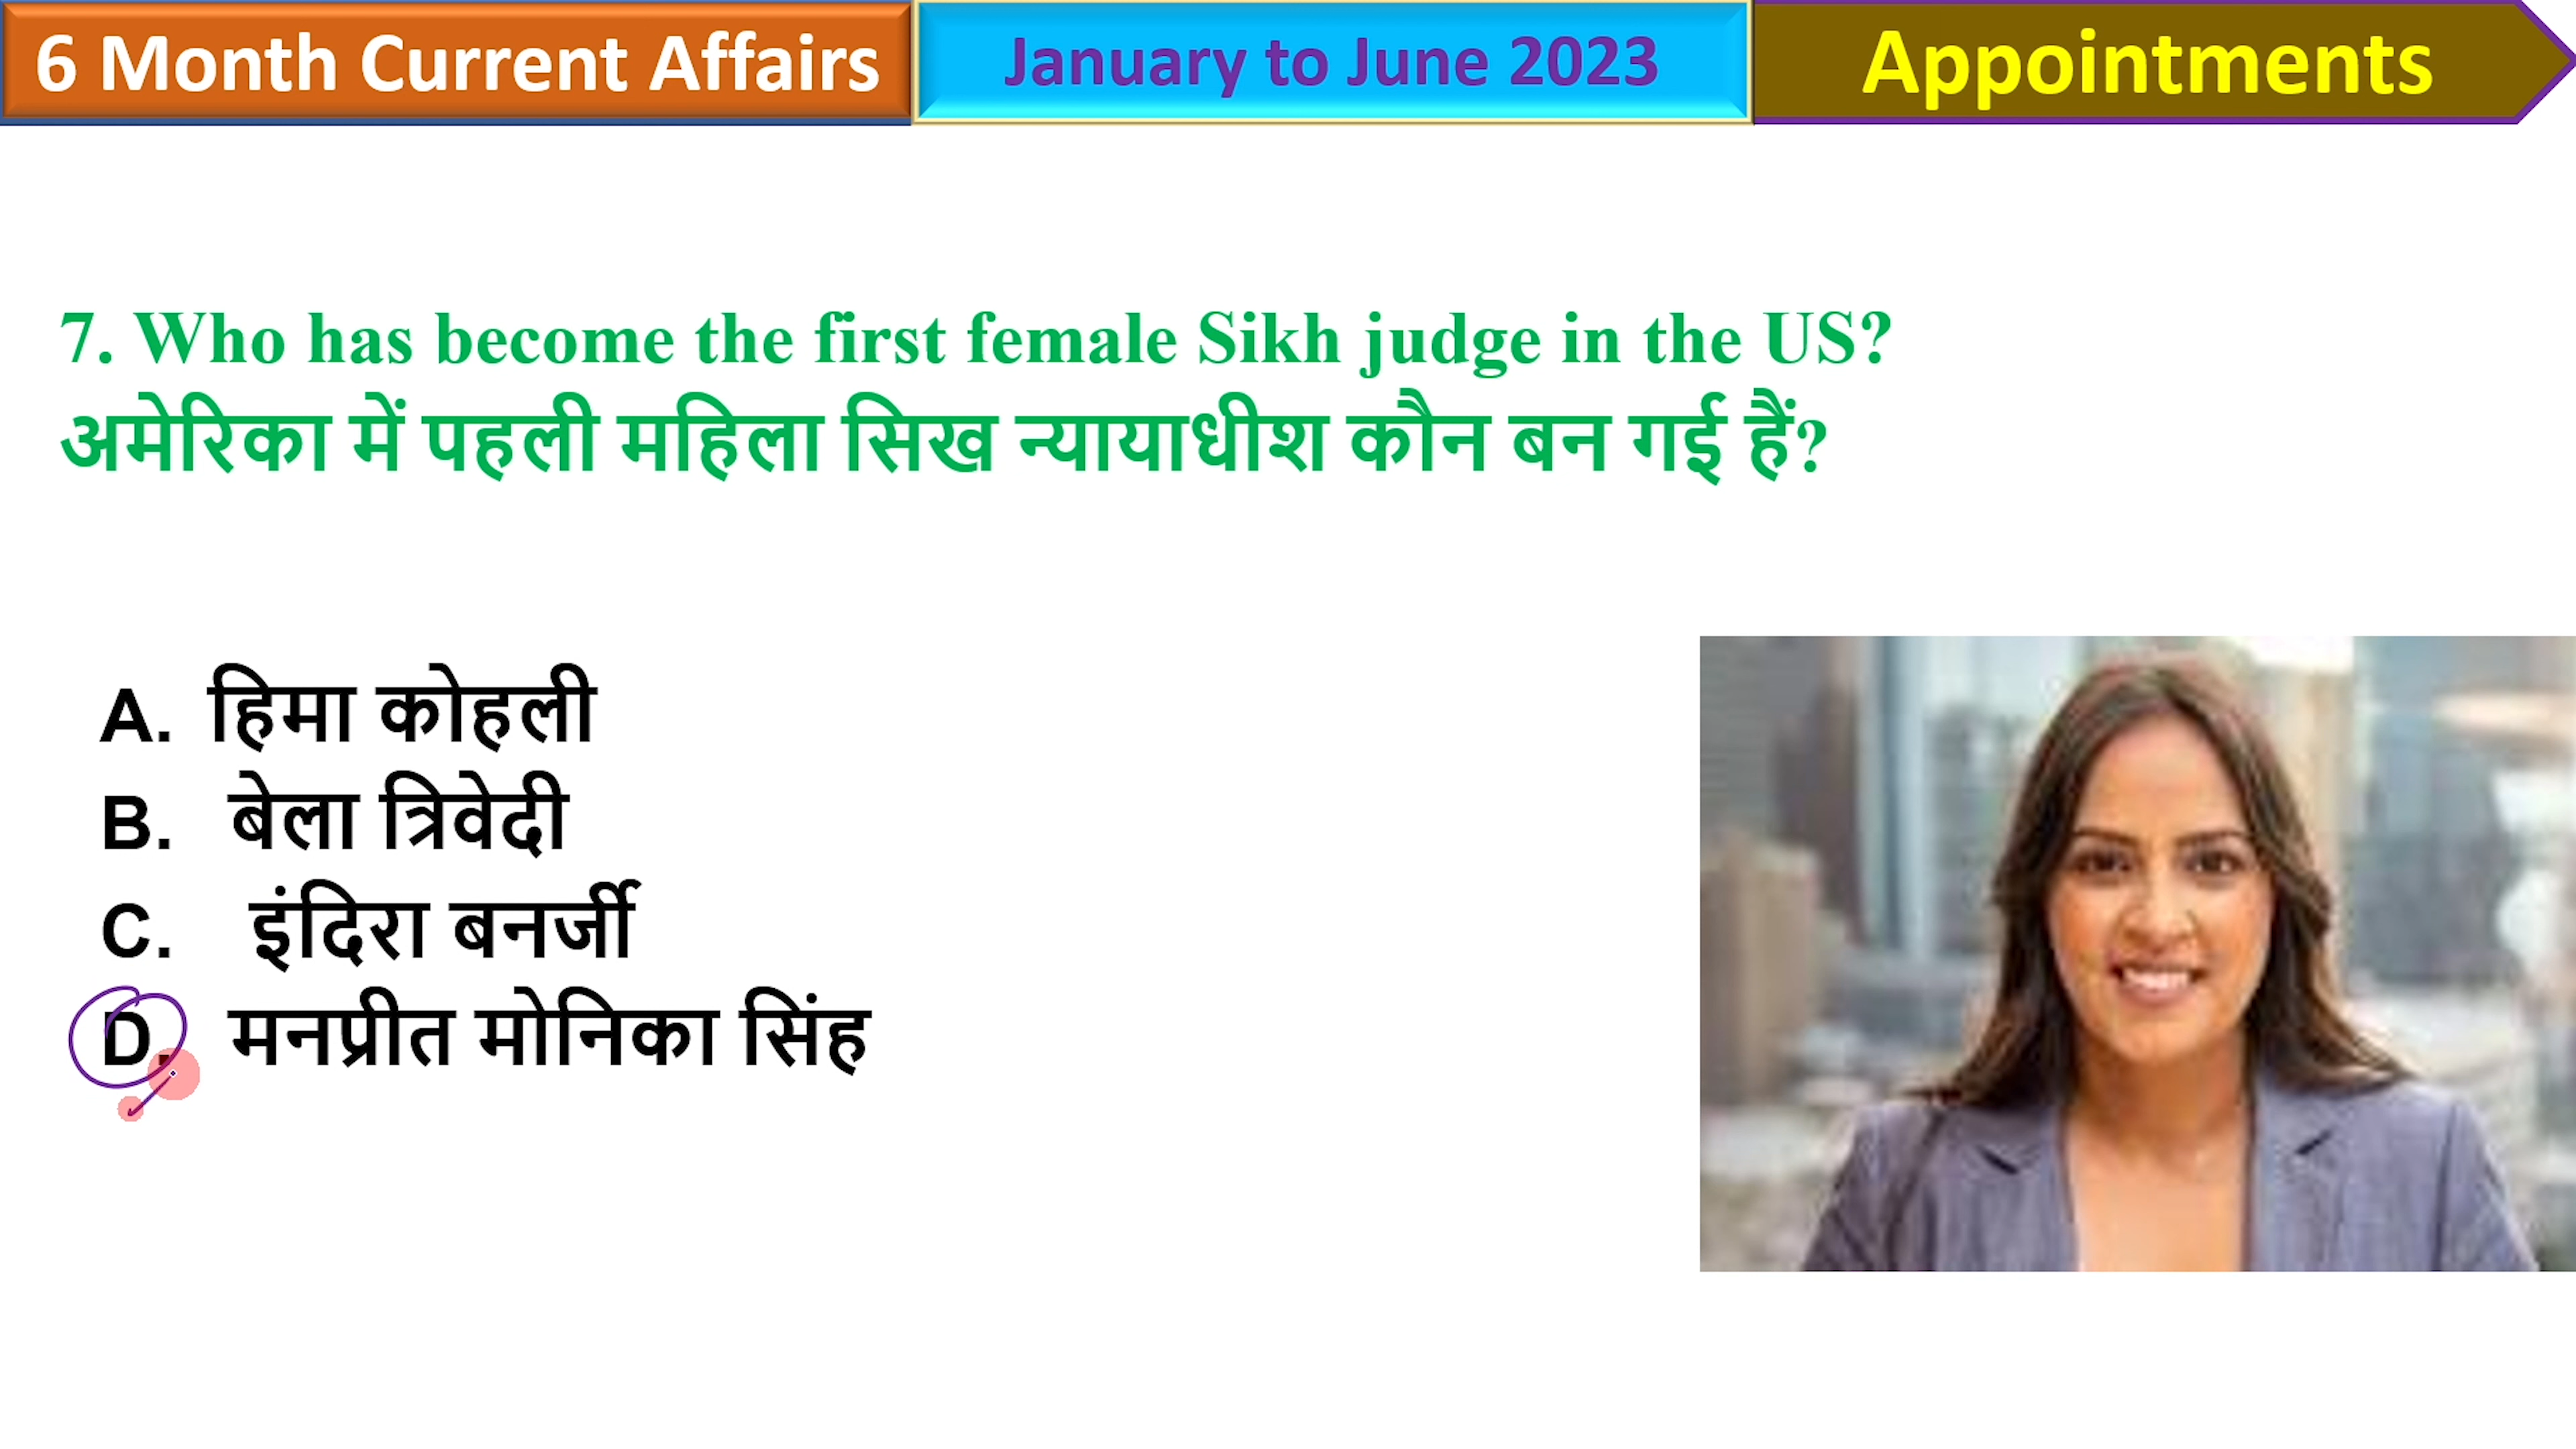 6 Month Current Affairs January to June 2023 Appointments
7. Who has become the first female Sikh judge in the US?
अमेरिका में पहली महिला सिख न्यायाधीश कौन बन गई हैं?
A. हिमा कोहली
B. बेला त्रिवेदी
C. इंदिरा बनर्जी
D. मनप्रीत मोनिका सिंह